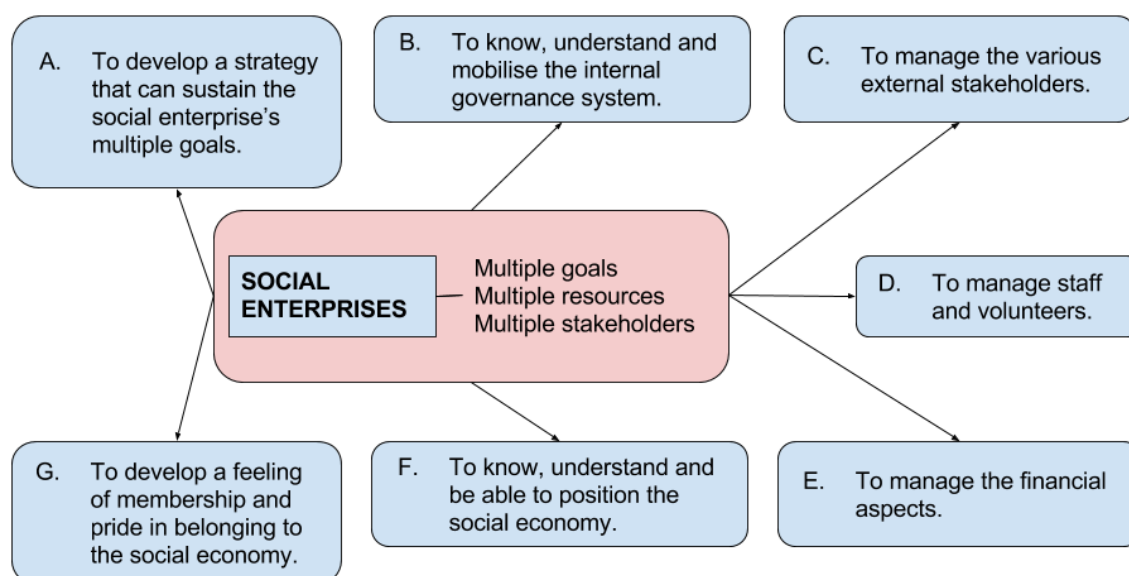 A. To develop a strategy
that can sustain the
social enterprise’s
multiple goals.
B. To know, understand and
mobilise the internal
governance system.
C. To manage the various
external stakeholders.
SOCIAL
ENTERPRISES
Multiple goals
Multiple resources
Multiple stakeholders
D. To manage staff
and volunteers.
G. To develop a feeling
of membership and
pride in belonging to
the social economy.
F. To know, understand and
be able to position the
social economy.
E. To manage the financial
aspects.